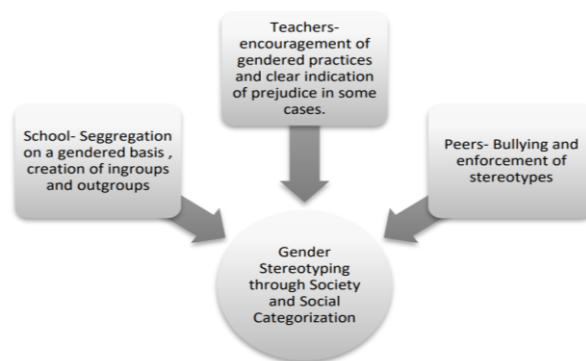 Teachers-
encouragement of
gendered practices
and clear indication
of prejudice in some
cases.
School- Seggregation
on a gendered basis ,
creation of ingroups
and outgroups
Peers- Bullying and
enforcement of
stereotypes
Gender
Stereotyping
through Society
and Social
Categorization